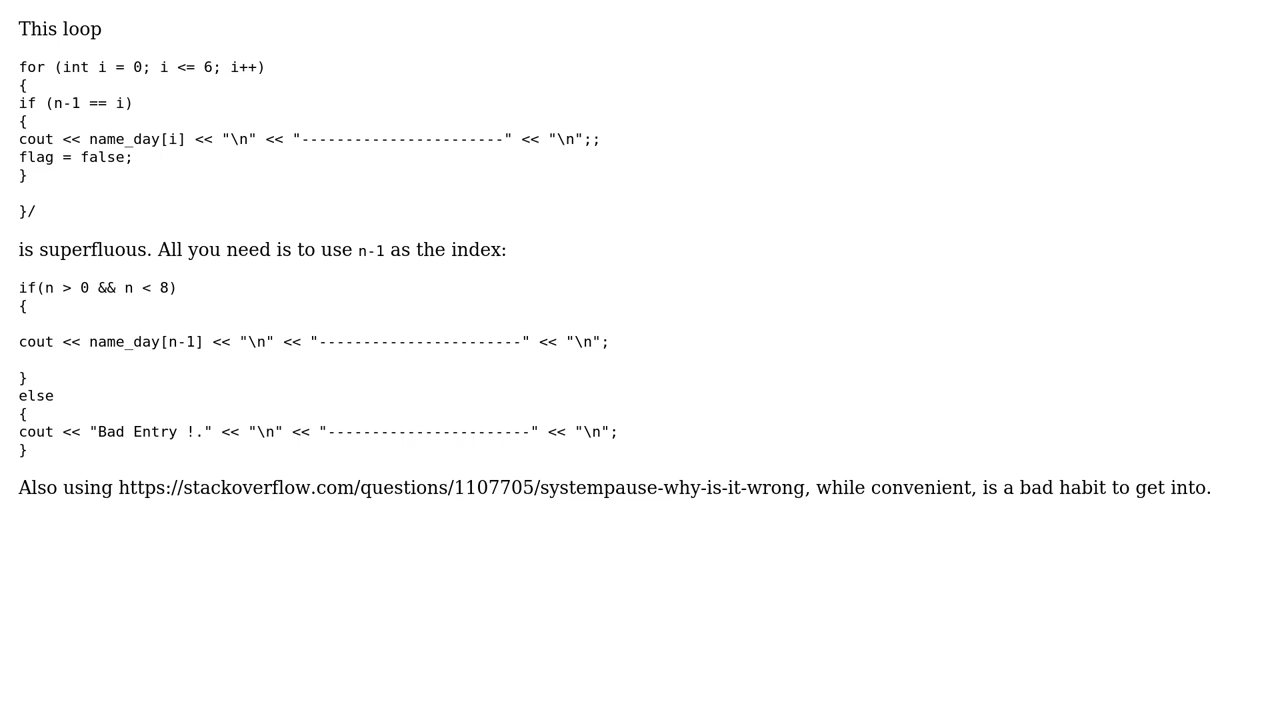 This loop
for (int i = 0; i <= 6; i++)
{
if (n-1 == i)
{
cout << name_day[i] << "\n" << "-----------------------" << "\n";;
flag = false;
}
}/
is superfluous. All you need is to use n-1 as the index:
if(n > 0 && n < 8)
{
cout << name_day[n-1] << "\n" << "-----------------------" << "\n";
}
else
{
cout << "Bad Entry !." << "\n" << "-----------------------" << "\n";
}
Also using https://stackoverflow.com/questions/1107705/systempause-why-is-it-wrong, while convenient, is a bad habit to get into.